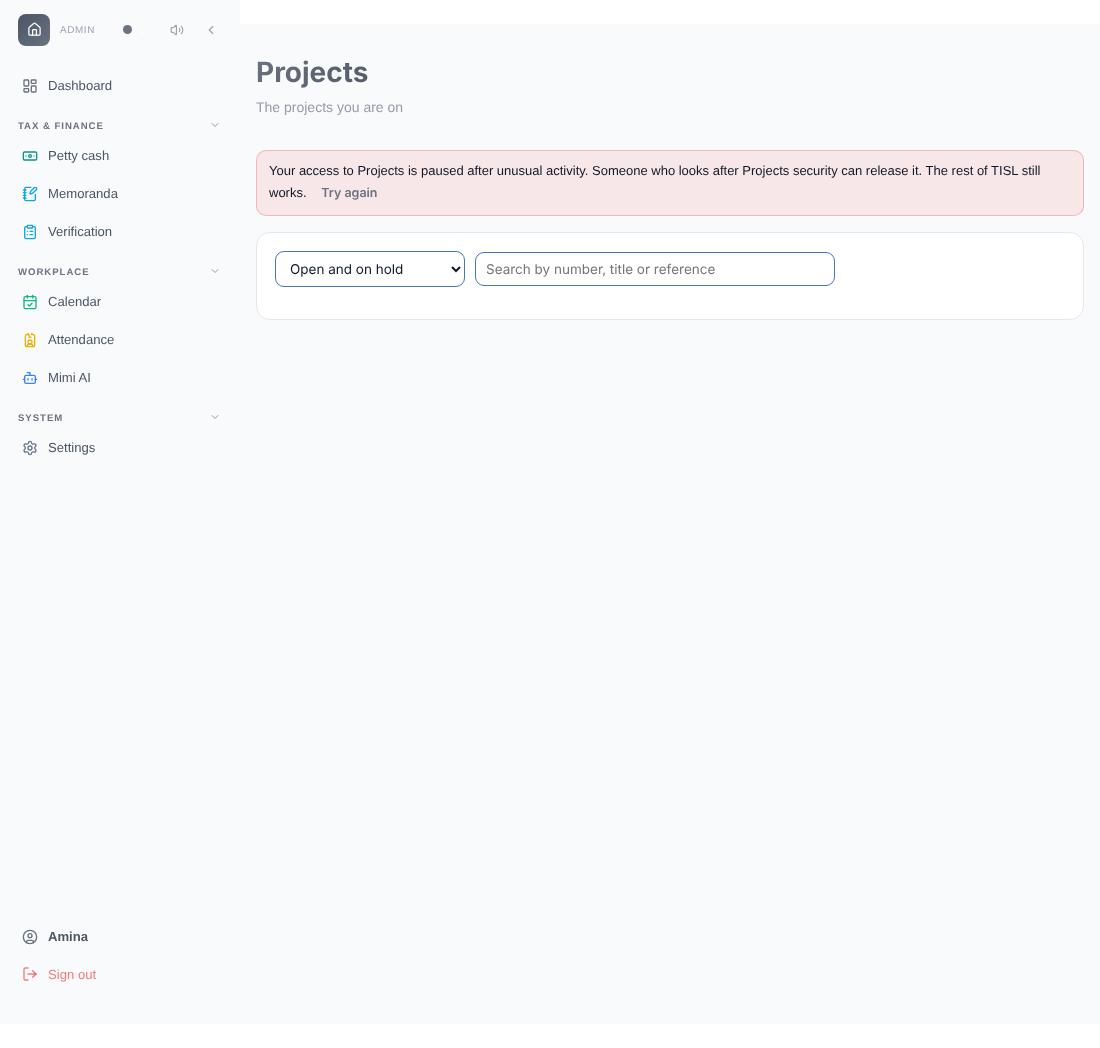 ADMIN
Dashboard
TAX & FINANCE
Petty cash
Memoranda
Verification
WORKPLACE
Calendar
Attendance
Mimi AI
SYSTEM
Settings
Amina
Sign out
Projects
The projects you are on
Your access to Projects is paused after unusual activity. Someone who looks after Projects security can release it. The rest of TISL still
works. Try again
Open and on hold
Search by number, title or reference